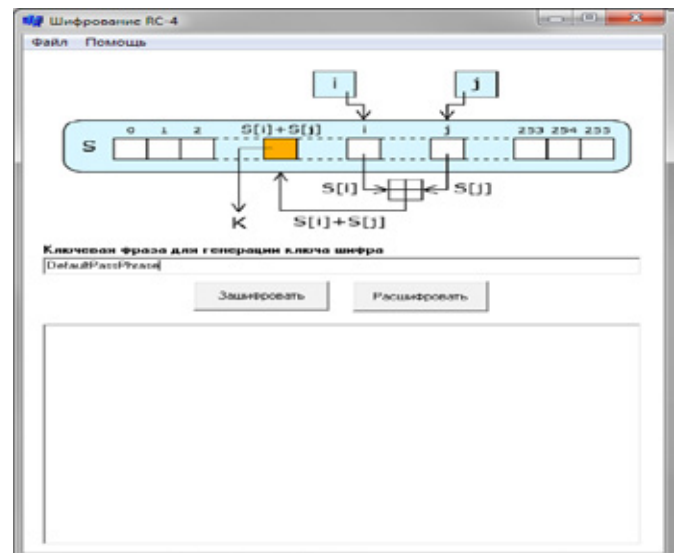 Шифрование RC-4
Файл Помощь
i j
0 1 2 S[i]+S[j] i j 253 254 255
S
S[i] S[j]
K S[i]+S[j]
Ключевая фраза для генерации ключа шифра
DefaultPassPhrase
Зашифровать Расшифровать